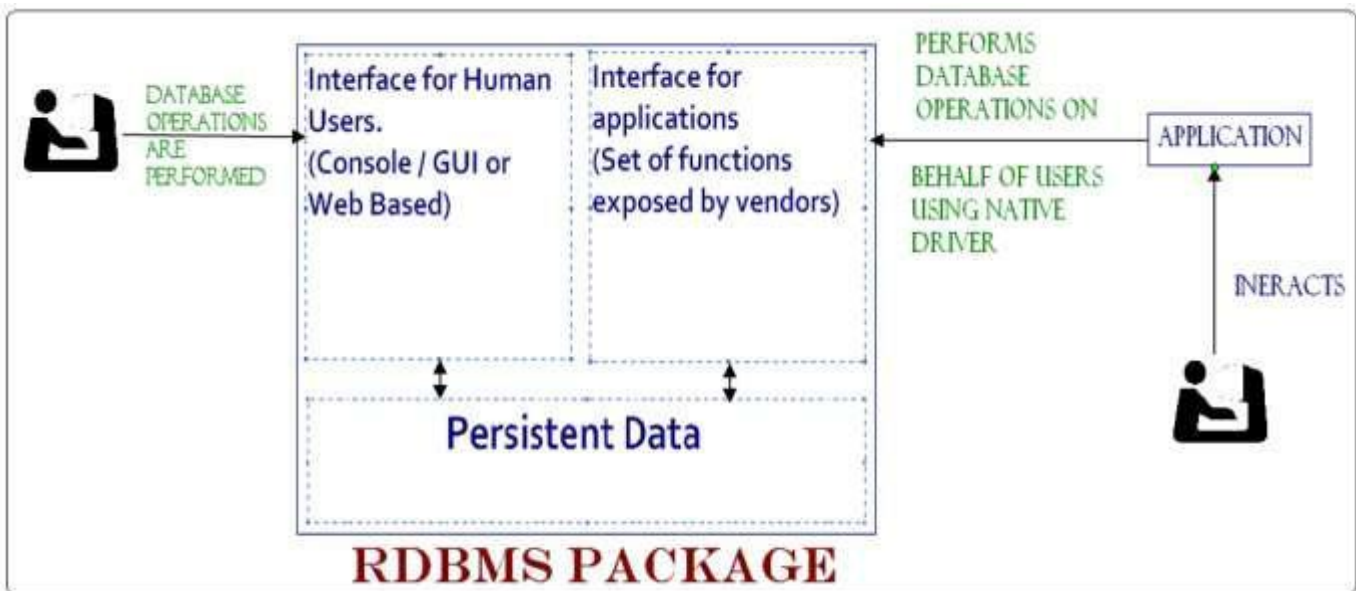 DATABASE
OPERATIONS
ARE
PERFORMED
Interface for Human
Users.
(Console / GUI or
Web Based)
Interface for
applications
(Set of functions
exposed by vendors)
PERFORMS
DATABASE
OPERATIONS ON
BEHALF OF USERS
USING NATIVE
DRIVER
APPLICATION
INERACTS
Persistent Data
RDBMS PACKAGE